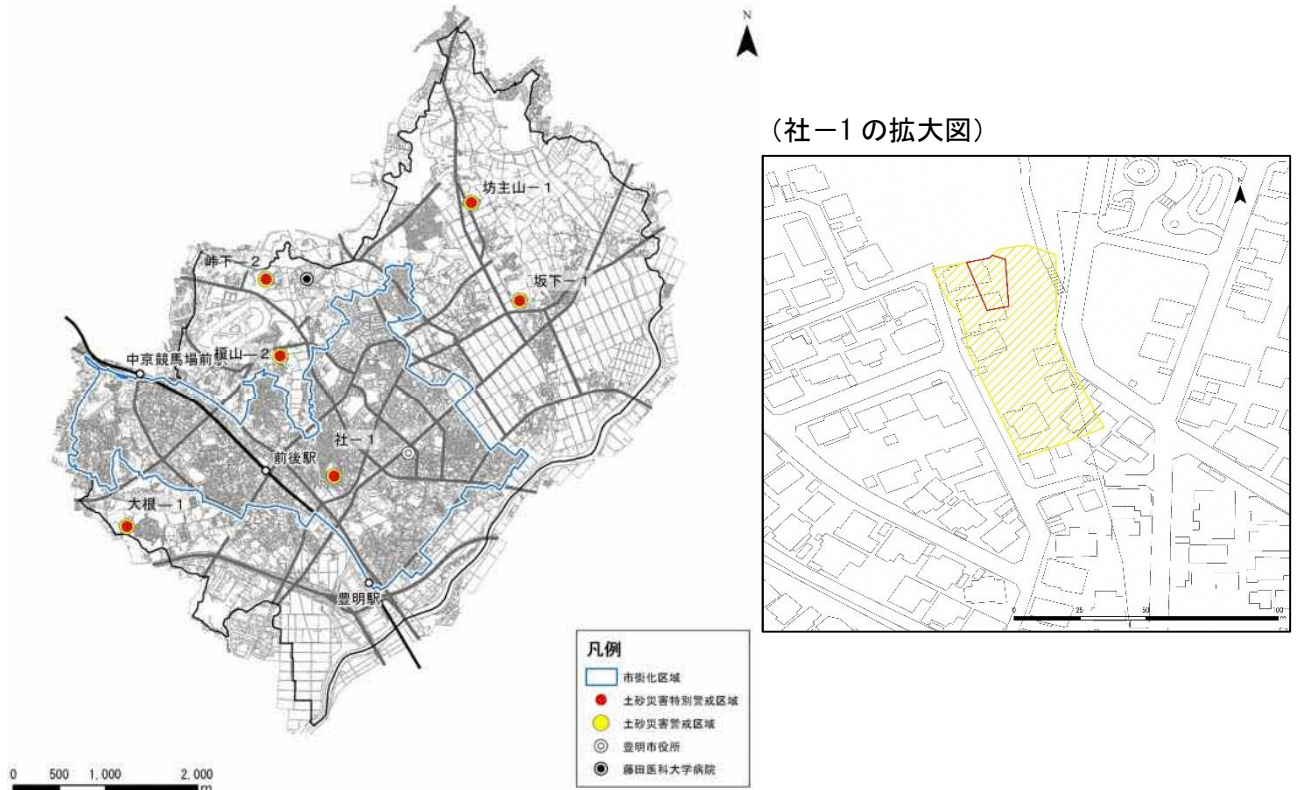 N
(社－1 の拡大図)
N
坊主山－1
峠下－2
坂下－1
中京競馬場前駅
榎山－2
社－1
前後駅
大根－1
豊明駅
0 25 50 100
m
凡例
市街化区域
土砂災害特別警戒区域
土砂災害警戒区域
豊明市役所
藤田医科大学病院
0 500 1,000 2,000
m